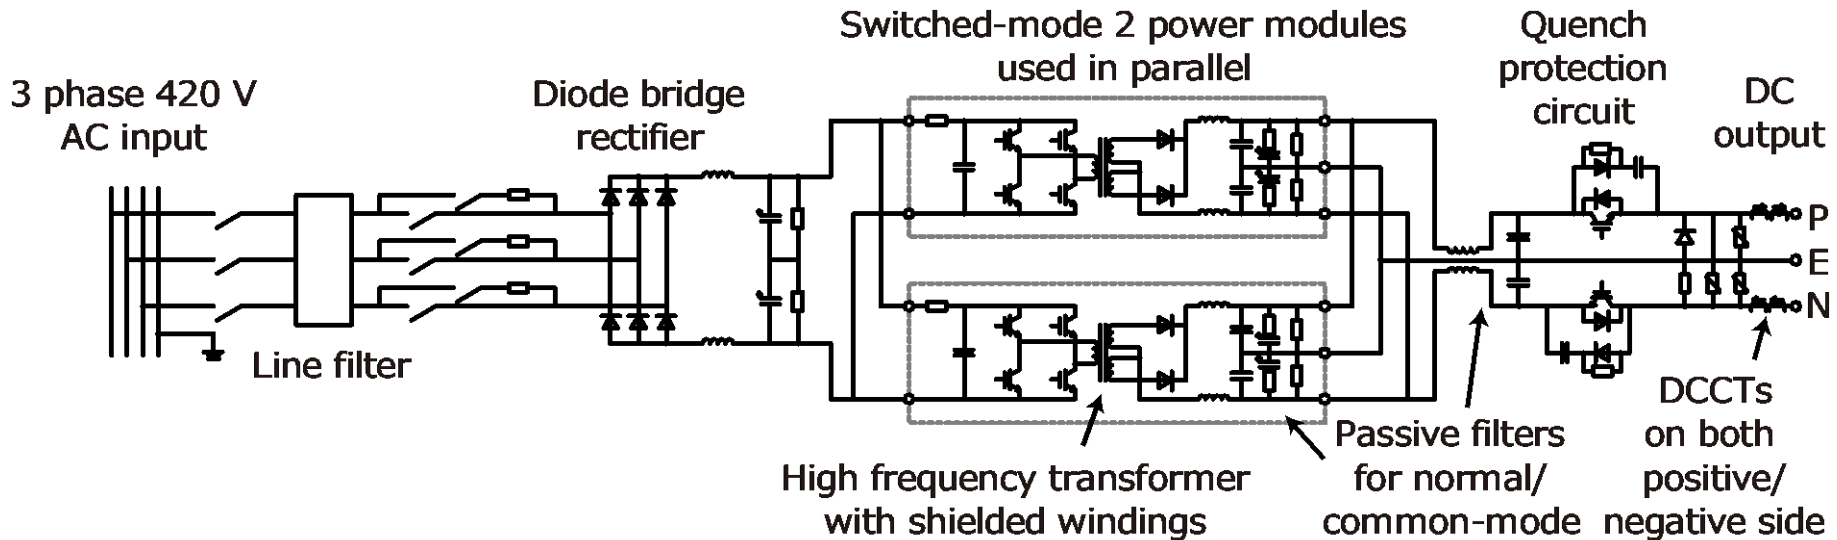 3 phase 420 V
AC input
Diode bridge
rectifier
Switched-mode 2 power modules
used in parallel
Quench
protection
circuit
DC
output
P
E
N
Line filter
High frequency transformer
with shielded windings
Passive filters
for normal/
common-mode
DCCTs
on both
positive/
negative side